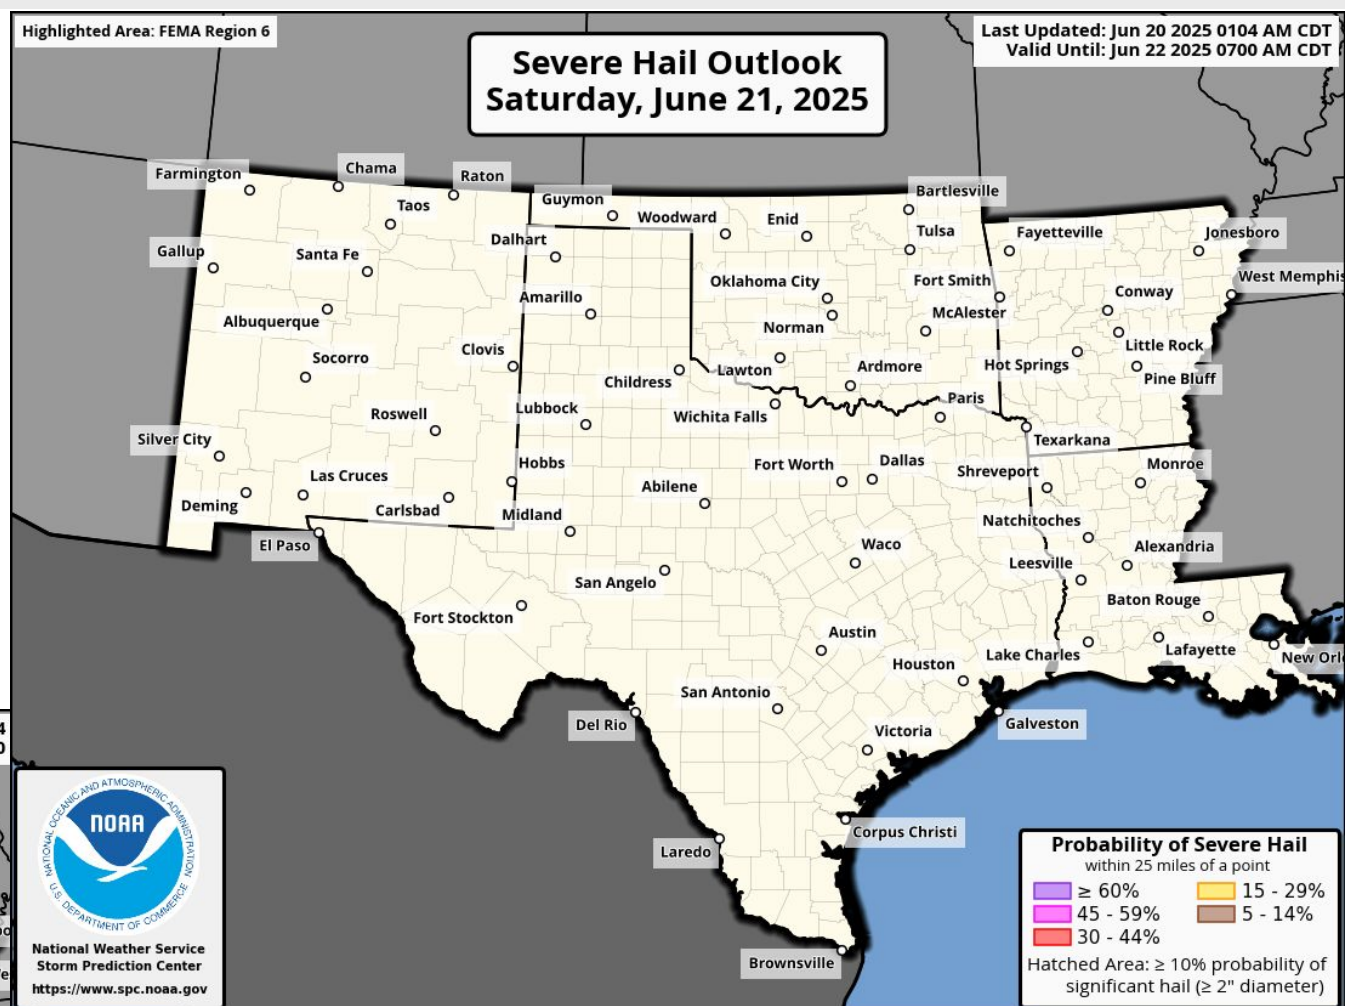 Highlighted Area: FEMA Region 6
Last Updated: Jun 20 2025 0104 AM CDT
Valid Until: Jun 22 2025 0700 AM CDT
Severe Hail Outlook
Saturday, June 21, 2025
Farmington
Chama
Raton
Taos
Guymon
Woodward
Enid
Bartlesville
Tulsa
Fayetteville
Jonesboro
Gallup
Santa Fe
Dalhart
Oklahoma City
Fort Smith
West Memphis
Albuquerque
Amarillo
Norman
McAlester
Conway
Little Rock
Socorro
Clovis
Childress
Lawton
Ardmore
Hot Springs
Pine Bluff
Roswell
Lubbock
Wichita Falls
Paris
Texarkana
Silver City
Las Cruces
Hobbs
Abilene
Fort Worth
Dallas
Shreveport
Monroe
Deming
Carlsbad
Midland
Natchitoches
El Paso
San Angelo
Waco
Leesville
Alexandria
Fort Stockton
Austin
Baton Rouge
Houston
Lake Charles
Lafayette
New Orl
San Antonio
Del Rio
Victoria
Galveston
Laredo
Corpus Christi
Brownsville
4
0
NATIONAL OCEANIC AND ATMOSPHERIC ADMINISTRATION
NOAA
U.S. DEPARTMENT OF COMMERCE
National Weather Service
Storm Prediction Center
https://www.spc.noaa.gov
Probability of Severe Hail
within 25 miles of a point
≥ 60%
15 - 29%
45 - 59%
5 - 14%
30 - 44%
Hatched Area: ≥ 10% probability of
significant hail (≥ 2" diameter)